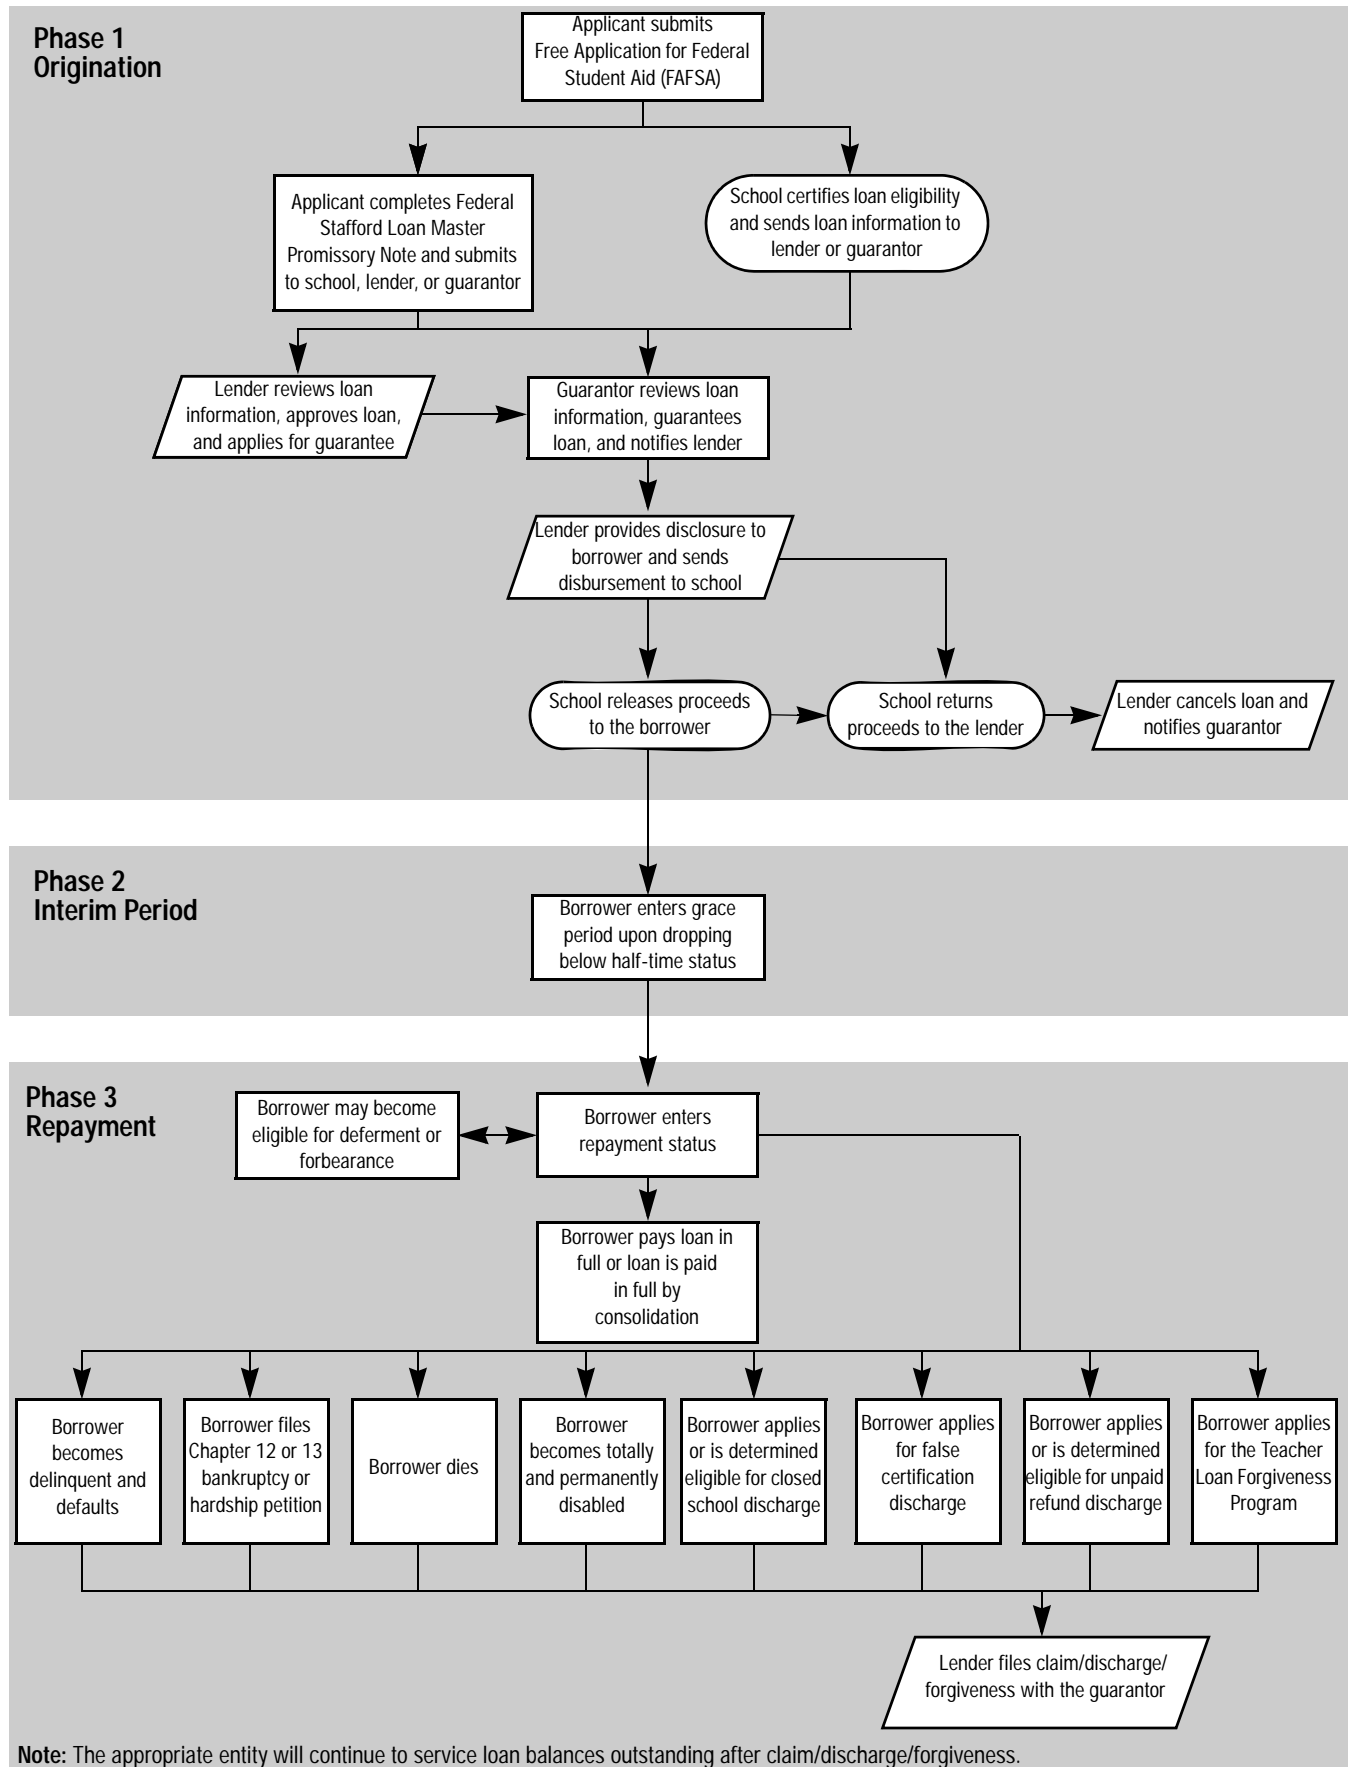 Phase 1
Origination
Applicant submits
Free Application for Federal
Student Aid (FAFSA)
Applicant completes Federal
Stafford Loan Master
Promissory Note and submits
to school, lender, or guarantor
School certifies loan eligibility
and sends loan information to
lender or guarantor
Lender reviews loan
information, approves loan,
and applies for guarantee
Guarantor reviews loan
information, guarantees
loan, and notifies lender
Lender provides disclosure to
borrower and sends
disbursement to school
School releases proceeds
to the borrower
School returns
proceeds to the lender
Lender cancels loan and
notifies guarantor
Phase 2
Interim Period
Borrower enters grace
period upon dropping
below half-time status
Phase 3
Repayment
Borrower may become
eligible for deferment or
forbearance
Borrower enters
repayment status
Borrower pays loan in
full or loan is paid
in full by
consolidation
Borrower
becomes
delinquent and
defaults
Borrower files
Chapter 12 or 13
bankruptcy or
hardship petition
Borrower dies
Borrower
becomes totally
and permanently
disabled
Borrower applies
or is determined
eligible for closed
school discharge
Borrower applies
for false
certification
discharge
Borrower applies
or is determined
eligible for unpaid
refund discharge
Borrower applies
for the Teacher
Loan Forgiveness
Program
Lender files claim/discharge/
forgiveness with the guarantor
Note: The appropriate entity will continue to service loan balances outstanding after claim/discharge/forgiveness.